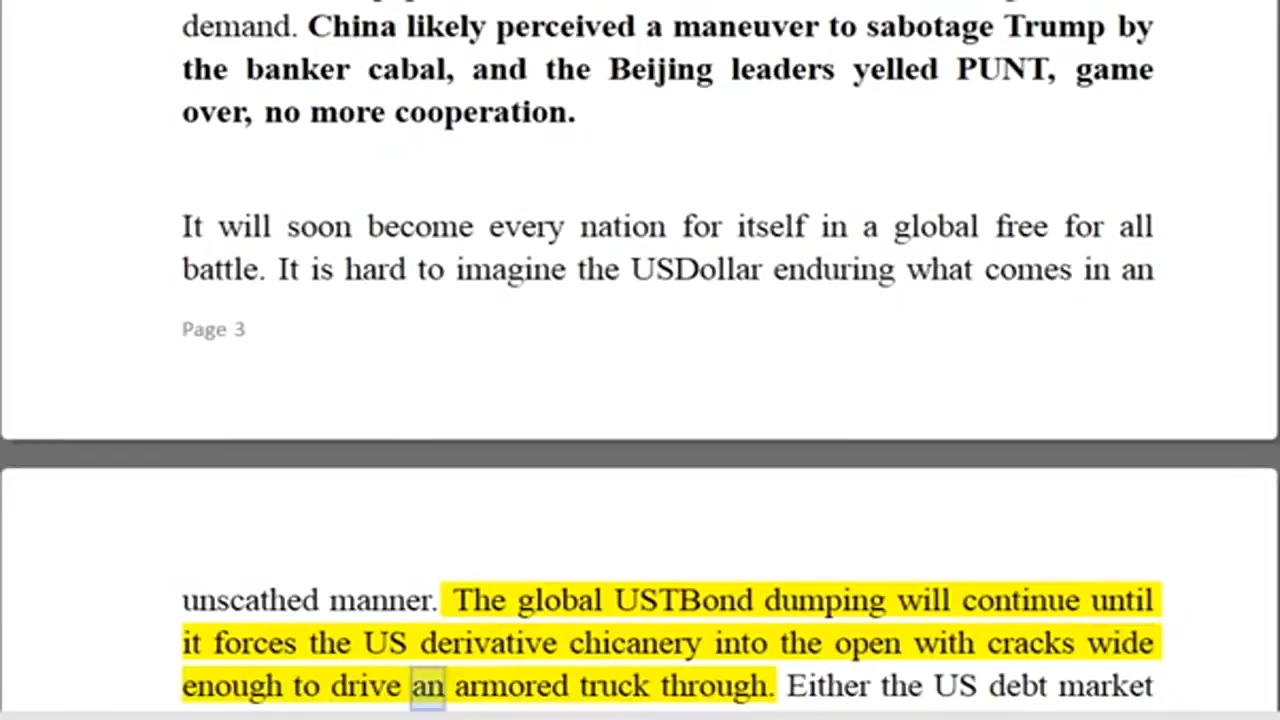 demand. China likely perceived a maneuver to sabotage Trump by
the banker cabal, and the Beijing leaders yelled PUNT, game
over, no more cooperation.
It will soon become every nation for itself in a global free for all
battle. It is hard to imagine the USDollar enduring what comes in an
Page 3
unscathed manner. The global USTBond dumping will continue until
it forces the US derivative chicanery into the open with cracks wide
enough to drive an armored truck through. Either the US debt market